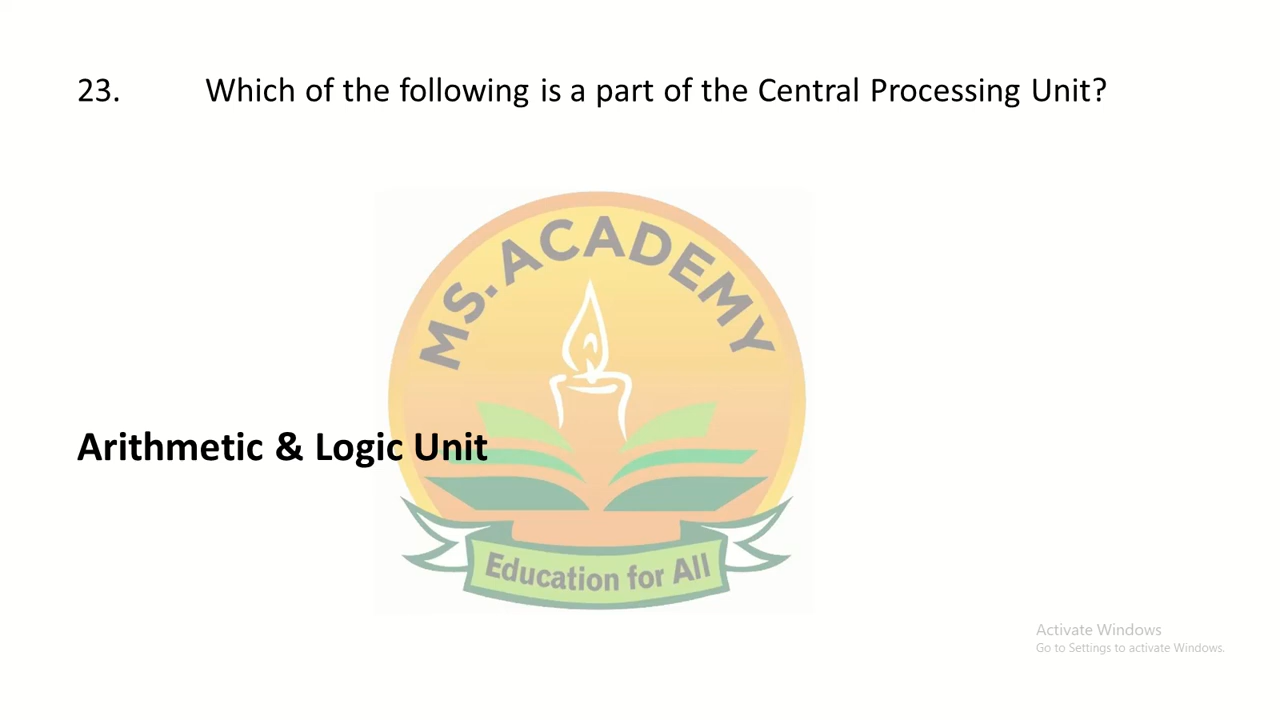 23. Which of the following is a part of the Central Processing Unit?
MS. ACADEMY
Arithmetic & Logic Unit
Education for All
Activate Windows
Go to Settings to activate Windows.